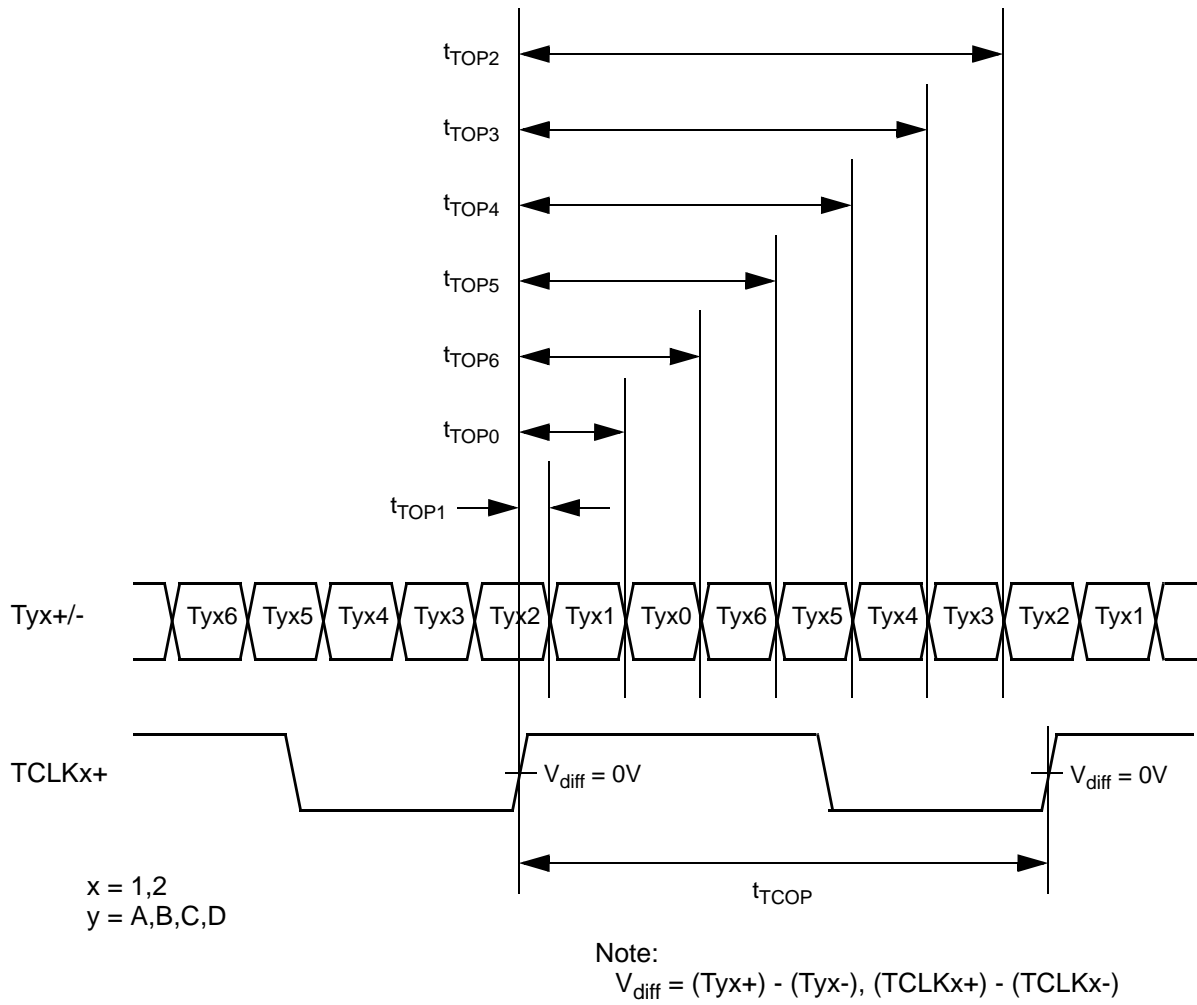 tTOP2
tTOP3
tTOP4
tTOP5
tTOP6
tTOP0
tTOP1
Tyx+/- Tyx6 Tyx5 Tyx4 Tyx3 Tyx2 Tyx1 Tyx0 Tyx6 Tyx5 Tyx4 Tyx3 Tyx2 Tyx1
TCLKx+ Vdiff = 0V Vdiff = 0V
tTCOP
x = 1,2
y = A,B,C,D
Note:
Vdiff = (Tyx+) - (Tyx-), (TCLKx+) - (TCLKx-)